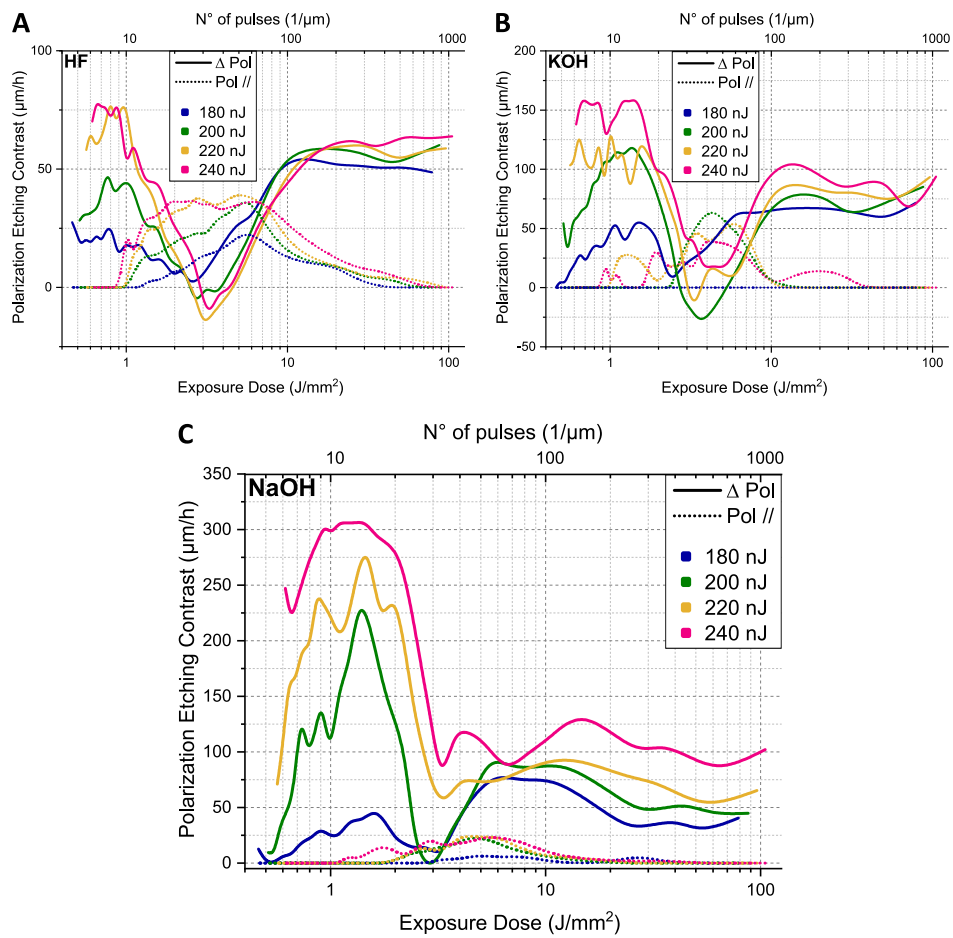 A
N° of pulses (1/µm)
10 100 1000
Polarization Etching Contrast (µm/h)
100
50
0
HF
Δ Pol
Pol //
180 nJ
200 nJ
220 nJ
240 nJ
1 10 100
Exposure Dose (J/mm²)
B
N° of pulses (1/µm)
10 100 1000
Polarization Etching Contrast (µm/h)
200
150
100
50
0
-50
KOH
Δ Pol
Pol //
180 nJ
200 nJ
220 nJ
240 nJ
1 10 100
Exposure Dose (J/mm²)
C
N° of pulses (1/µm)
10 100 1000
Polarization Etching Contrast (µm/h)
350
300
250
200
150
100
50
0
NaOH
Δ Pol
Pol //
180 nJ
200 nJ
220 nJ
240 nJ
1 10 100
Exposure Dose (J/mm²)